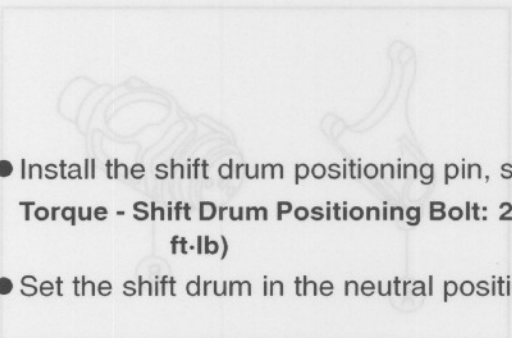 ● Install the shift drum positioning pin, s
Torque - Shift Drum Positioning Bolt: 2
ft·lb)
● Set the shift drum in the neutral positi